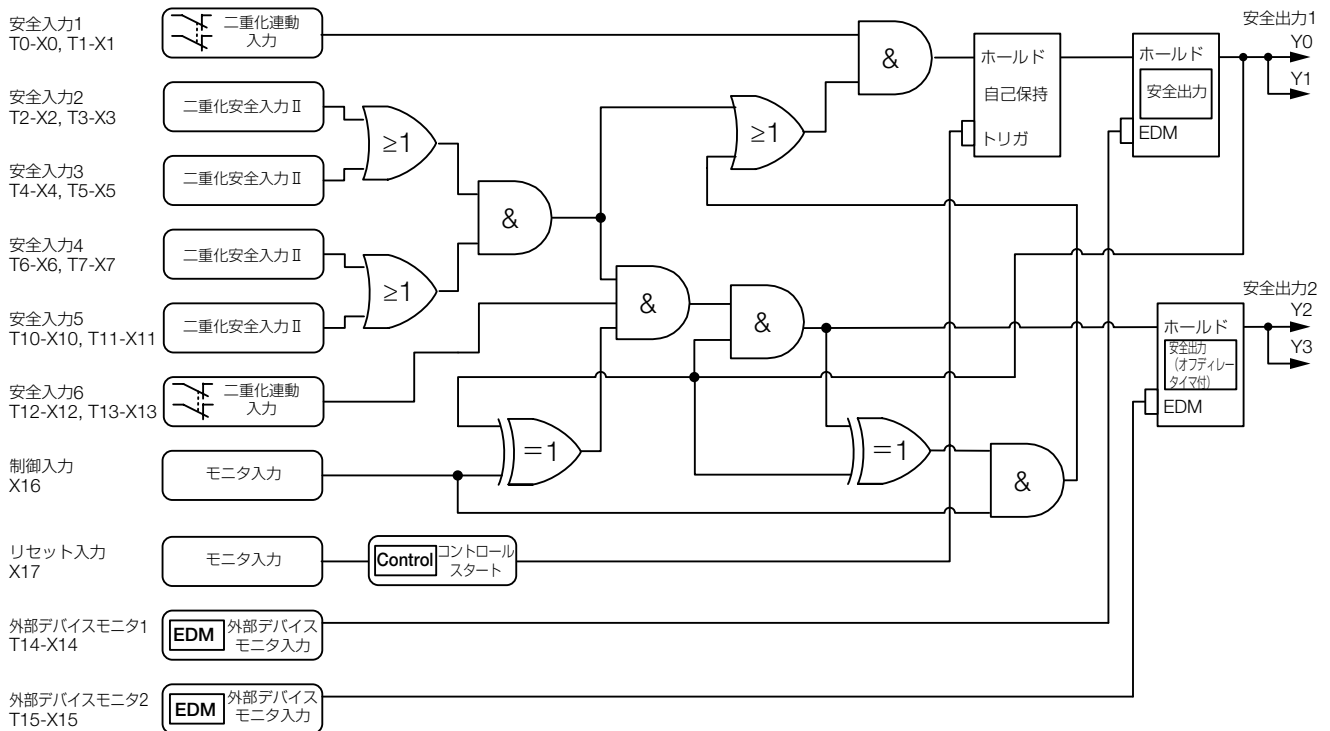 安全入力1
T0-X0, T1-X1
二重化連動
入力
安全入力2
T2-X2, T3-X3
二重化安全入力Ⅱ
安全入力3
T4-X4, T5-X5
二重化安全入力Ⅱ
安全入力4
T6-X6, T7-X7
二重化安全入力Ⅱ
安全入力5
T10-X10, T11-X11
二重化安全入力Ⅱ
安全入力6
T12-X12, T13-X13
二重化連動
入力
制御入力
X16
モニタ入力
リセット入力
X17
モニタ入力
Control
コントロール
スタート
外部デバイスモニタ1
T14-X14
EDM
外部デバイス
モニタ入力
外部デバイスモニタ2
T15-X15
EDM
外部デバイス
モニタ入力
≥1
≥1
&
&
&
=1
=1
&
≥1
&
ホールド
自己保持
トリガ
ホールド
安全出力
EDM
安全出力1
Y0
Y1
ホールド
安全出力
(オフディレー
タイマ付)
EDM
安全出力2
Y2
Y3